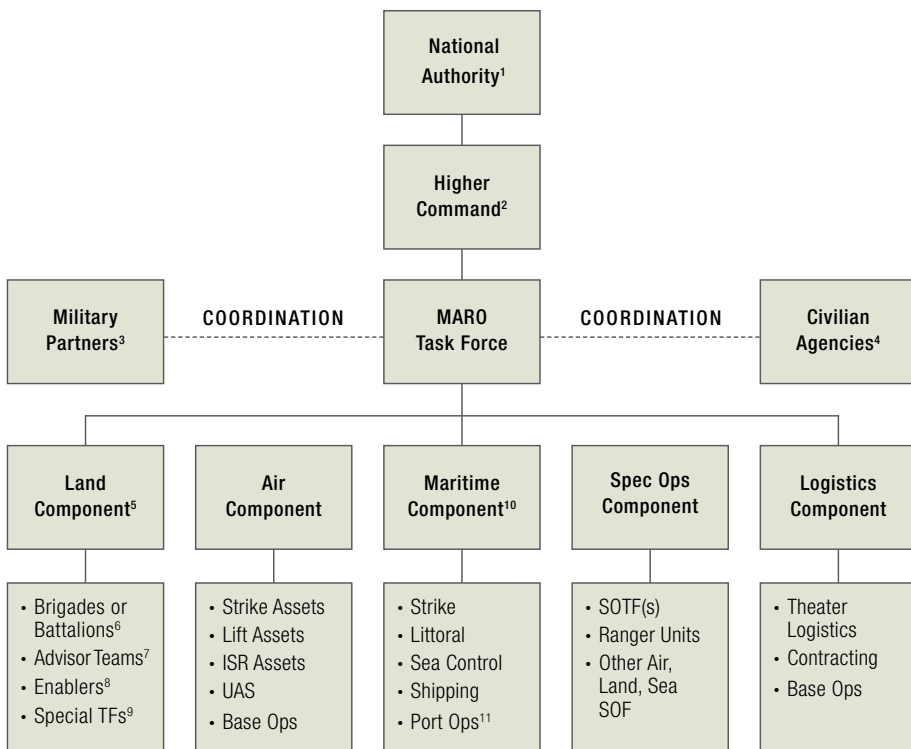 National
Authority¹
Higher
Command²
Military
Partners³
COORDINATION
MARO
Task Force
COORDINATION
Civilian
Agencies⁴
Land
Component⁵
Air
Component
Maritime
Component¹⁰
Spec Ops
Component
Logistics
Component
• Brigades or
Battalions⁶
• Advisor Teams⁷
• Enablers⁸
• Special TFs⁹
• Strike Assets
• Lift Assets
• ISR Assets
• UAS
• Base Ops
• Strike
• Littoral
• Sea Control
• Shipping
• Port Ops¹¹
• SOTF(s)
• Ranger Units
• Other Air,
Land, Sea
SOF
• Theater
Logistics
• Contracting
• Base Ops